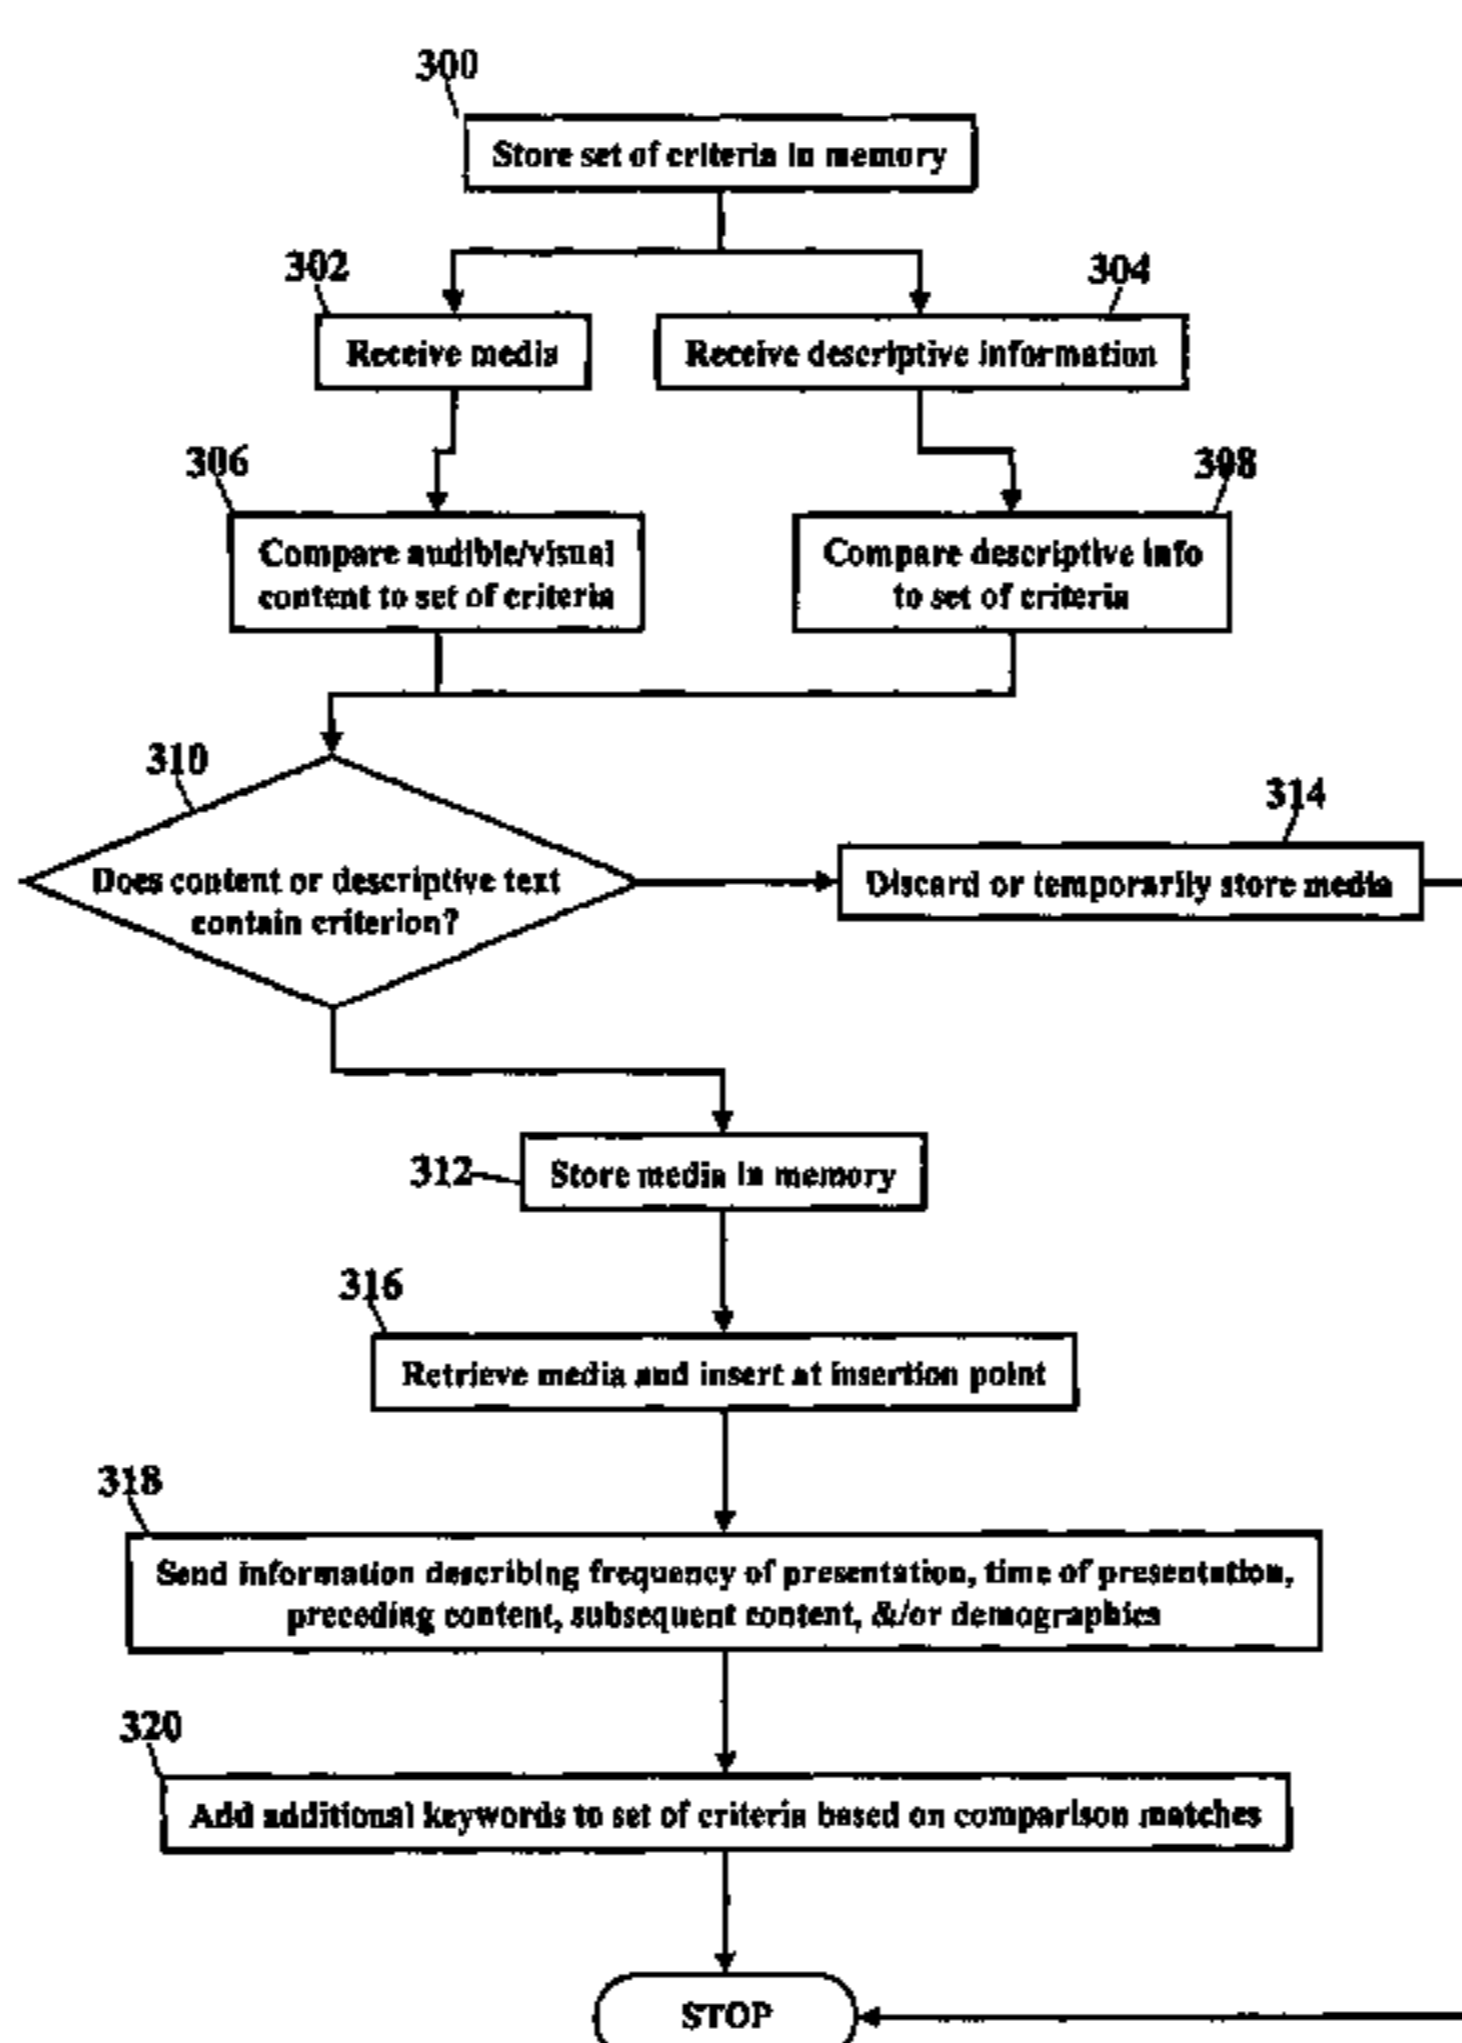 300
Store set of criteria in memory
302
304
Receive media
Receive descriptive information
306
308
Compare audible/visual
content to set of criteria
Compare descriptive info
to set of criteria
310
314
Does content or descriptive text
contain criterion?
Discard or temporarily store media
312
Store media in memory
316
Retrieve media and insert at insertion point
318
Send information describing frequency of presentation, time of presentation,
preceding content, subsequent content, &/or demographics
320
Add additional keywords to set of criteria based on comparison matches
STOP